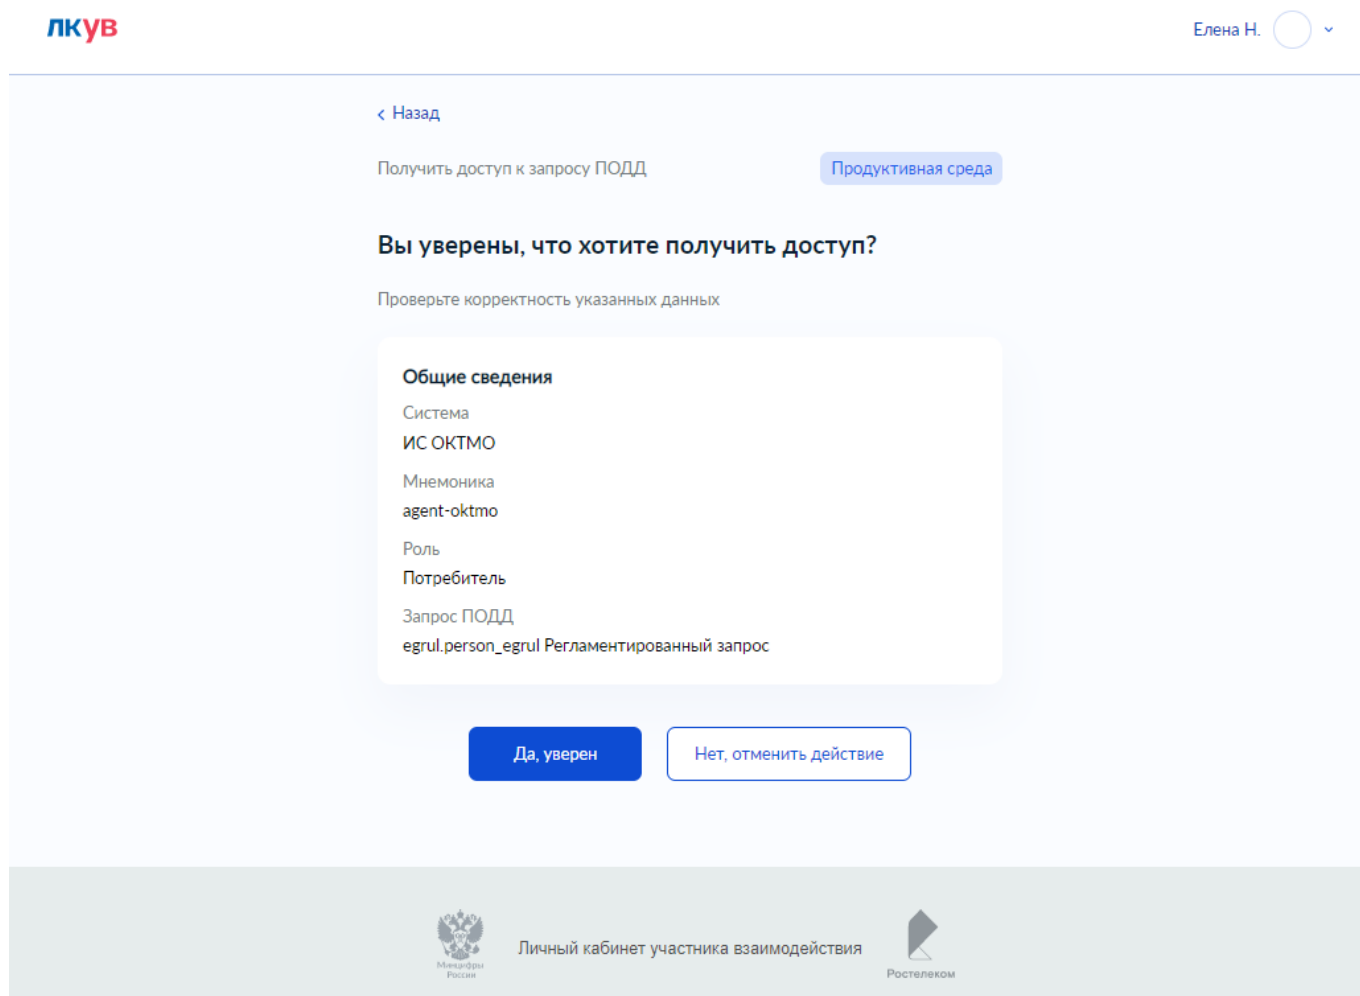 ЛКУВ
Елена Н.
Назад
Получить доступ к запросу ПОДД
Продуктивная среда
Вы уверены, что хотите получить доступ?
Проверьте корректность указанных данных
Общие сведения
Система
ИС ОКТМО
Мнемоника
agent-oktmo
Роль
Потребитель
Запрос ПОДД
egrul.person_egrul Регламентированный запрос
Да, уверен
Нет, отменить действие
Минцифры
России
Личный кабинет участника взаимодействия
Ростелеком